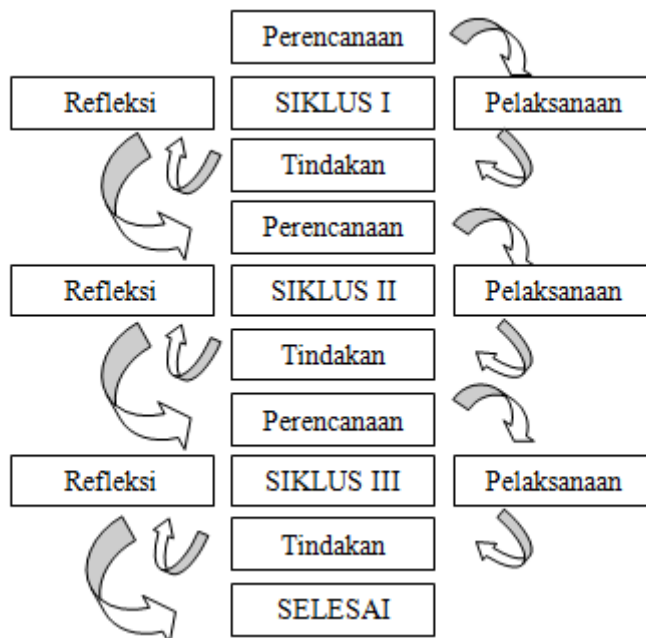 Perencanaan
Refleksi
SIKLUS I
Pelaksanaan
Tindakan
Perencanaan
Refleksi
SIKLUS II
Pelaksanaan
Tindakan
Perencanaan
Refleksi
SIKLUS III
Pelaksanaan
Tindakan
SELESAI